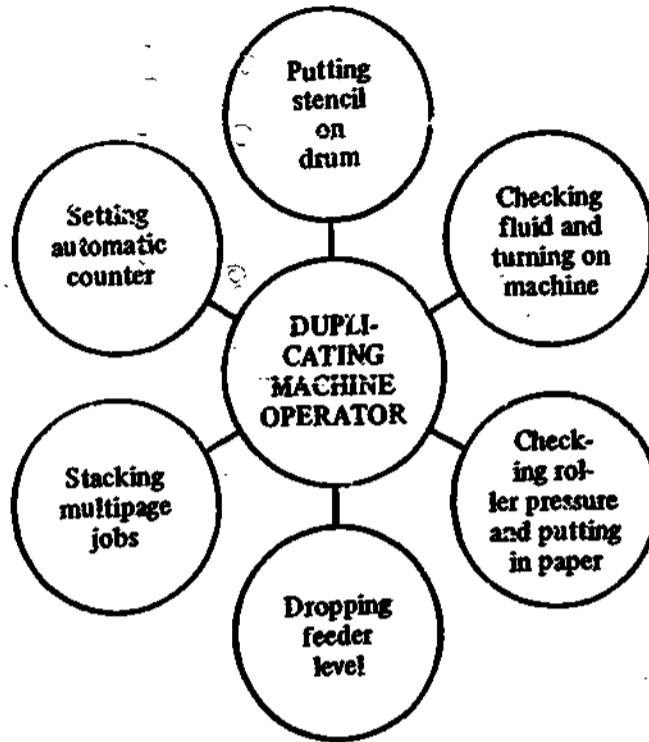 Putting
stencil
on
drum
Checking
fluid and
turning on
machine
Check-
ing rol-
ler pressure
and putting
in paper
Dropping
feeder
level
Stacking
multipage
jobs
Setting
automatic
counter
DUPLI-
CATING
MACHINE
OPERATOR